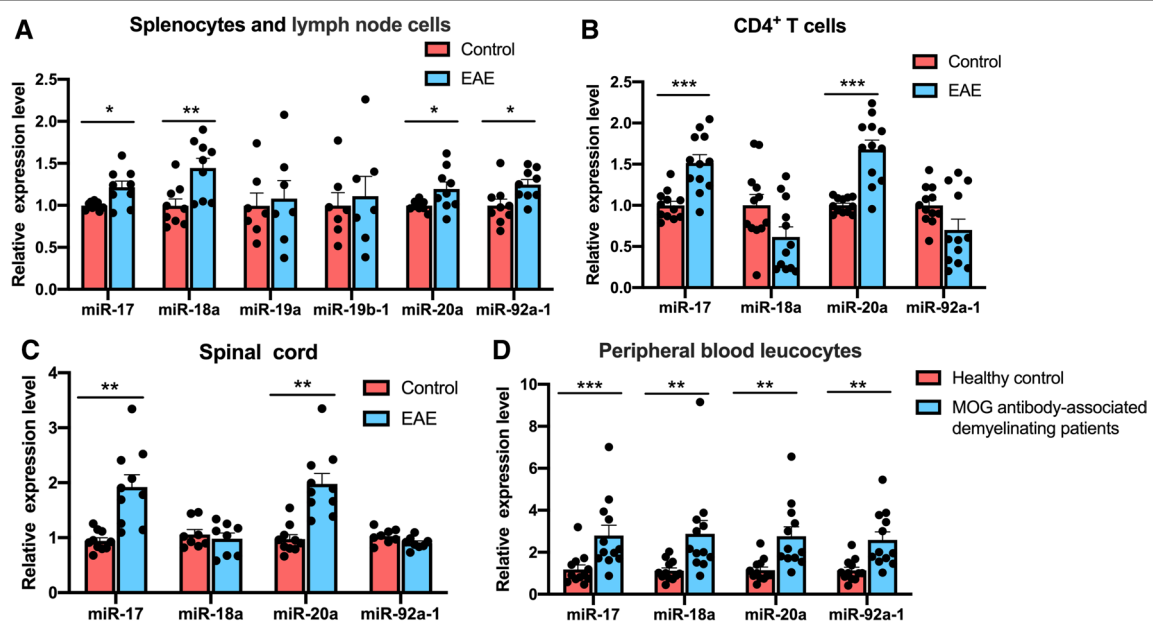 A
Splenocytes and lymph node cells
Control
EAE
Relative expression level
2.5
2.0
1.5
1.0
0.5
0.0
* ** * *
miR-17 miR-18a miR-19a miR-19b-1 miR-20a miR-92a-1
B
CD4+ T cells
Control
EAE
Relative expression level
2.5
2.0
1.5
1.0
0.5
0.0
*** ***
miR-17 miR-18a miR-20a miR-92a-1
C
Spinal cord
Control
EAE
Relative expression level
4
3
2
1
0
** **
miR-17 miR-18a miR-20a miR-92a-1
D
Peripheral blood leucocytes
Healthy control
MOG antibody-associated
demyelinating patients
Relative expression level
10
8
6
4
2
0
*** ** ** **
miR-17 miR-18a miR-20a miR-92a-1